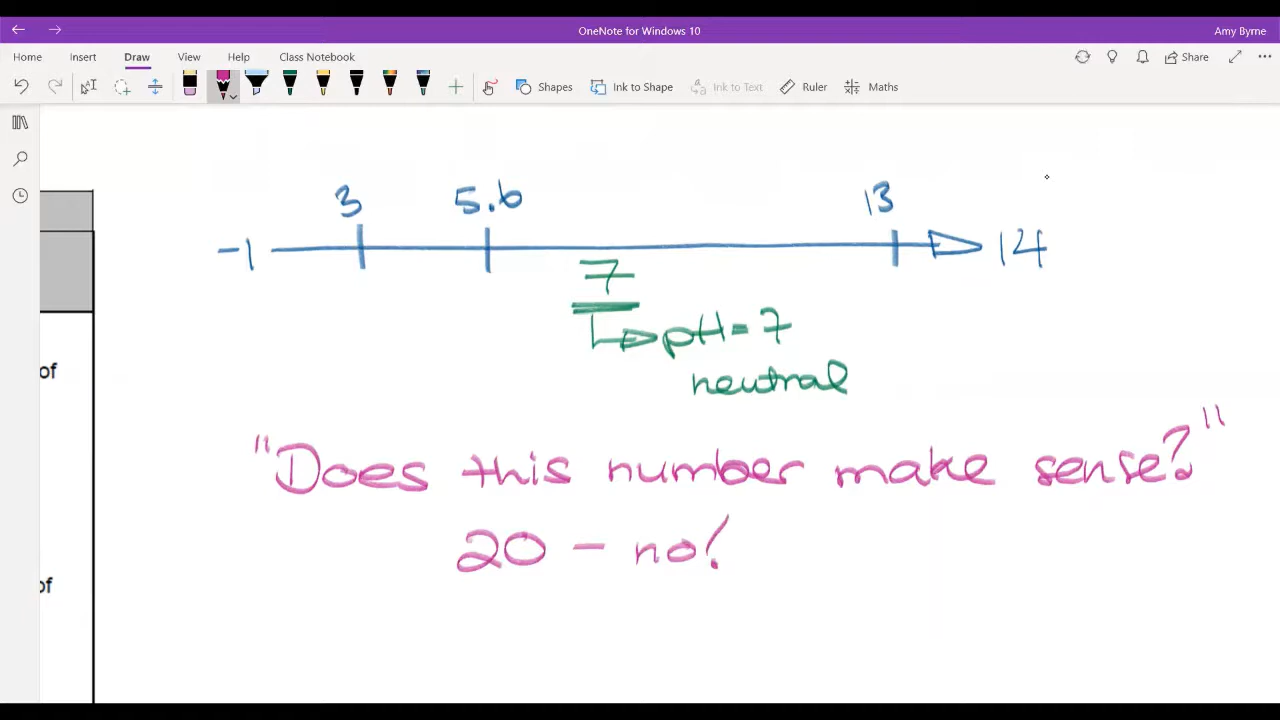 OneNote for Windows 10
Amy Byrne
Home Insert Draw View Help Class Notebook
Share
Shapes Ink to Shape Ink to Text Ruler Maths
3 5.6 13
-1 14
7
pH = 7
neutral
of
"Does this number make sense?"
20 - no!
of